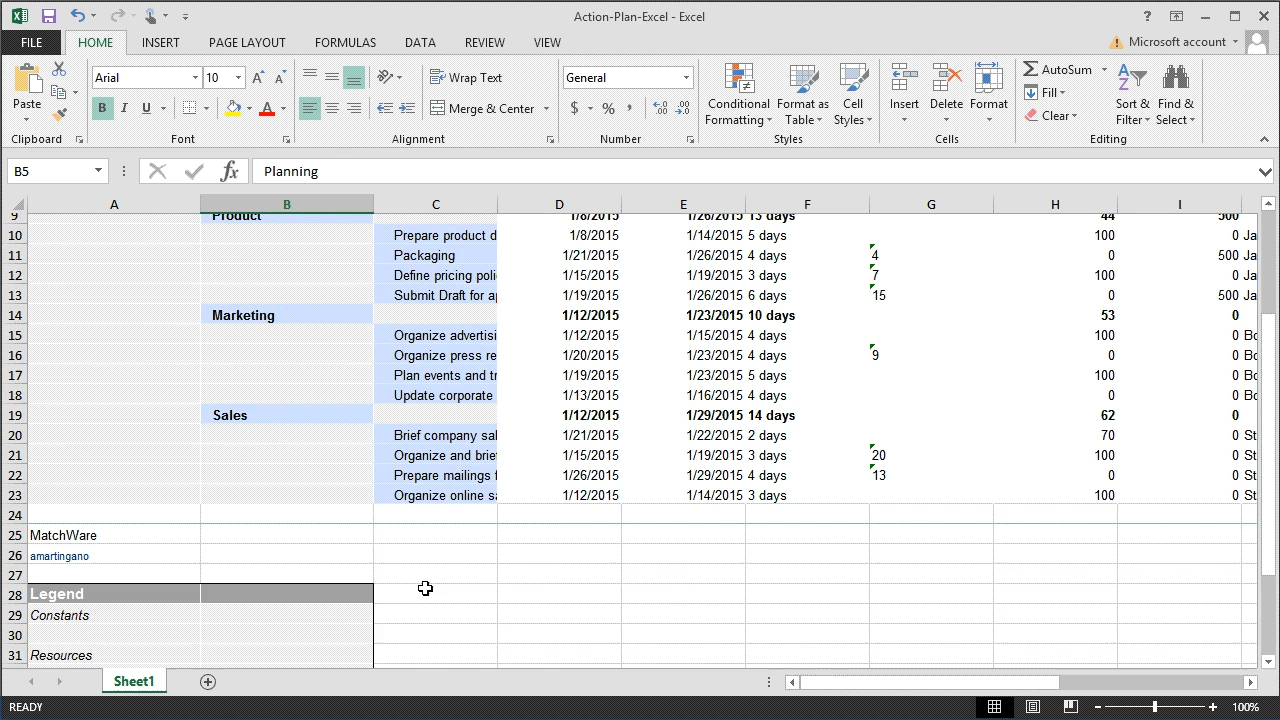 Action-Plan-Excel - Excel
FILE HOME INSERT PAGE LAYOUT FORMULAS DATA REVIEW VIEW Microsoft account
Paste
Clipboard
Arial 10
B I U A
Font
Wrap Text
Merge & Center
Alignment
General
$ % ,
Number
Conditional Formatting
Format as Table
Cell Styles
Styles
Insert Delete Format
Cells
AutoSum
Fill
Clear
Sort & Filter
Find & Select
Editing
B5 fx Planning
A B C D E F G H I
9 Product 1/8/2015 1/26/2015 13 days 44 500
10 Prepare product d 1/8/2015 1/14/2015 5 days 100 0 Ja
11 Packaging 1/21/2015 1/26/2015 4 days 4 0 500 Ja
12 Define pricing poli 1/15/2015 1/19/2015 3 days 7 100 0 Ja
13 Submit Draft for ap 1/19/2015 1/26/2015 6 days 15 0 500 Ja
14 Marketing 1/12/2015 1/23/2015 10 days 53 0
15 Organize advertisi 1/12/2015 1/15/2015 4 days 100 0 Bo
16 Organize press re 1/20/2015 1/23/2015 4 days 9 0 0 Bo
17 Plan events and tr 1/19/2015 1/23/2015 5 days 100 0 Bo
18 Update corporate 1/13/2015 1/16/2015 4 days 0 0 Bo
19 Sales 1/12/2015 1/29/2015 14 days 62 0
20 Brief company sal 1/21/2015 1/22/2015 2 days 70 0 St
21 Organize and brie 1/15/2015 1/19/2015 3 days 20 100 0 St
22 Prepare mailings f 1/26/2015 1/29/2015 4 days 13 0 0 St
23 Organize online sa 1/12/2015 1/14/2015 3 days 100 0 St
24
25 MatchWare
26 amartingano
27
28 Legend
29 Constants
30
31 Resources
Sheet1
READY 100%